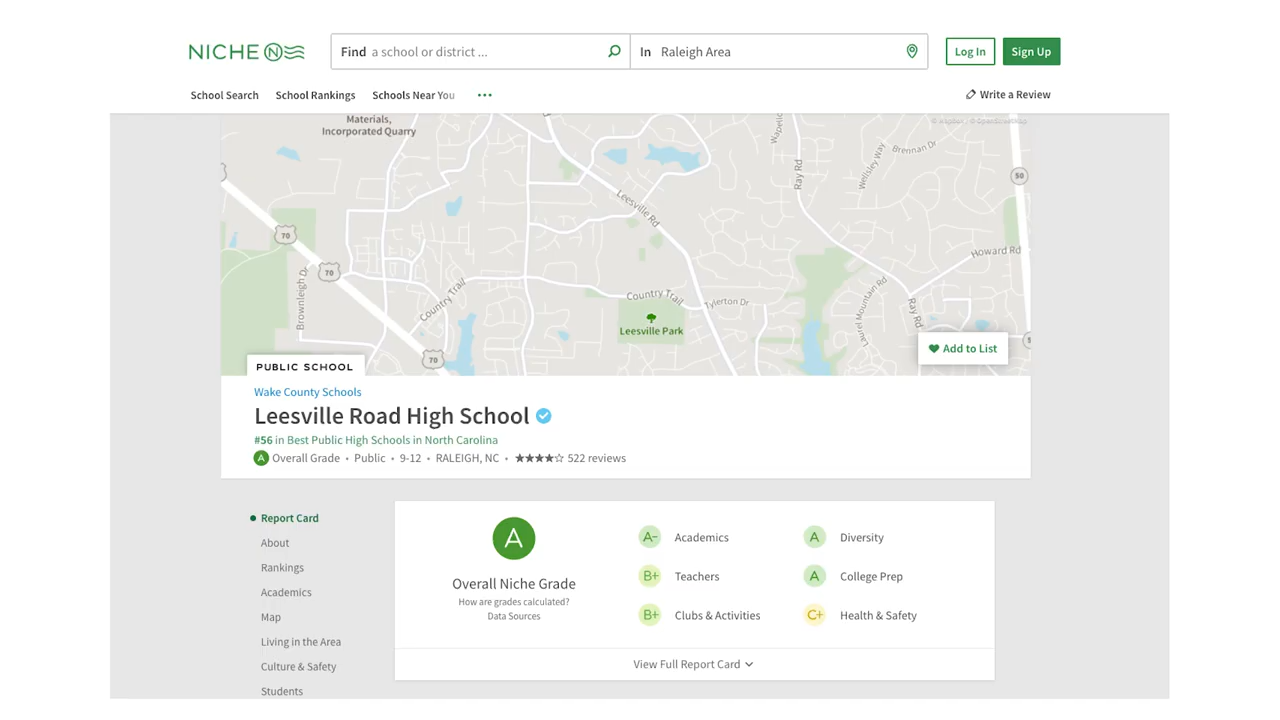 NICHE
Find a school or district ...
In Raleigh Area
Log In
Sign Up
School Search
School Rankings
Schools Near You
Write a Review
© Mapbox | © OpenStreetMap
Materials,
Incorporated Quarry
Wapelic
Ray Rd
Wellsley Way
Brennan Dr
50
Leesville Rd
70
Howard Rd
70
Brownleigh Dr
Country Trail
Country Trail
Tylerton Dr
Laurel Mountain Rd
Ray Rd
Leesville Park
70
Add to List
PUBLIC SCHOOL
Wake County Schools
Leesville Road High School
#56 in Best Public High Schools in North Carolina
A Overall Grade • Public • 9-12 • RALEIGH, NC • 522 reviews
Report Card
About
Rankings
Academics
Map
Living in the Area
Culture & Safety
Students
A
Overall Niche Grade
How are grades calculated?
Data Sources
A- Academics
B+ Teachers
B+ Clubs & Activities
A Diversity
A College Prep
C+ Health & Safety
View Full Report Card